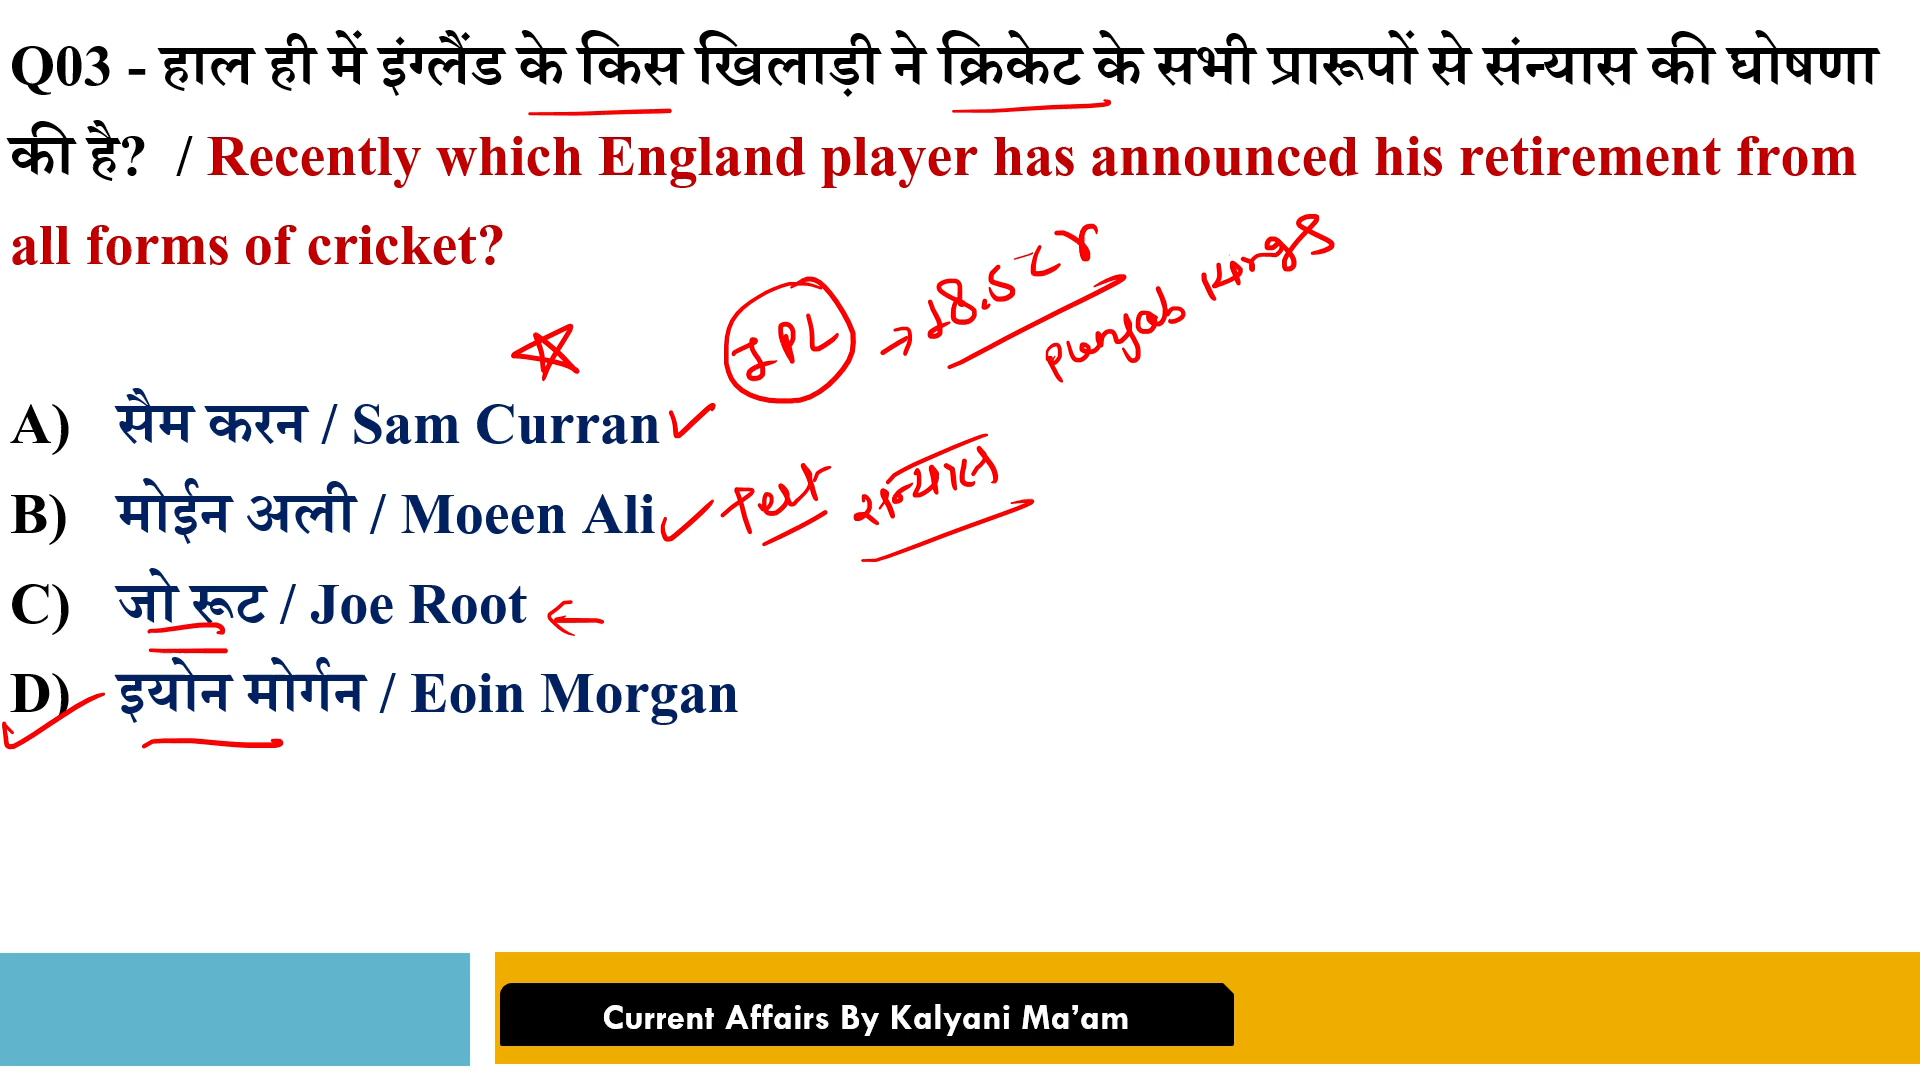 Q03 - हाल ही में इंग्लैंड के किस खिलाड़ी ने क्रिकेट के सभी प्रारूपों से संन्यास की घोषणा
की है? / Recently which England player has announced his retirement from
all forms of cricket?
IPL → 18.5 Cr Punjab Kings
A) सैम करन / Sam Curran
B) मोईन अली / Moeen Ali Test सन्यास
C) जो रूट / Joe Root
D) इयोन मोर्गन / Eoin Morgan
Current Affairs By Kalyani Ma’am